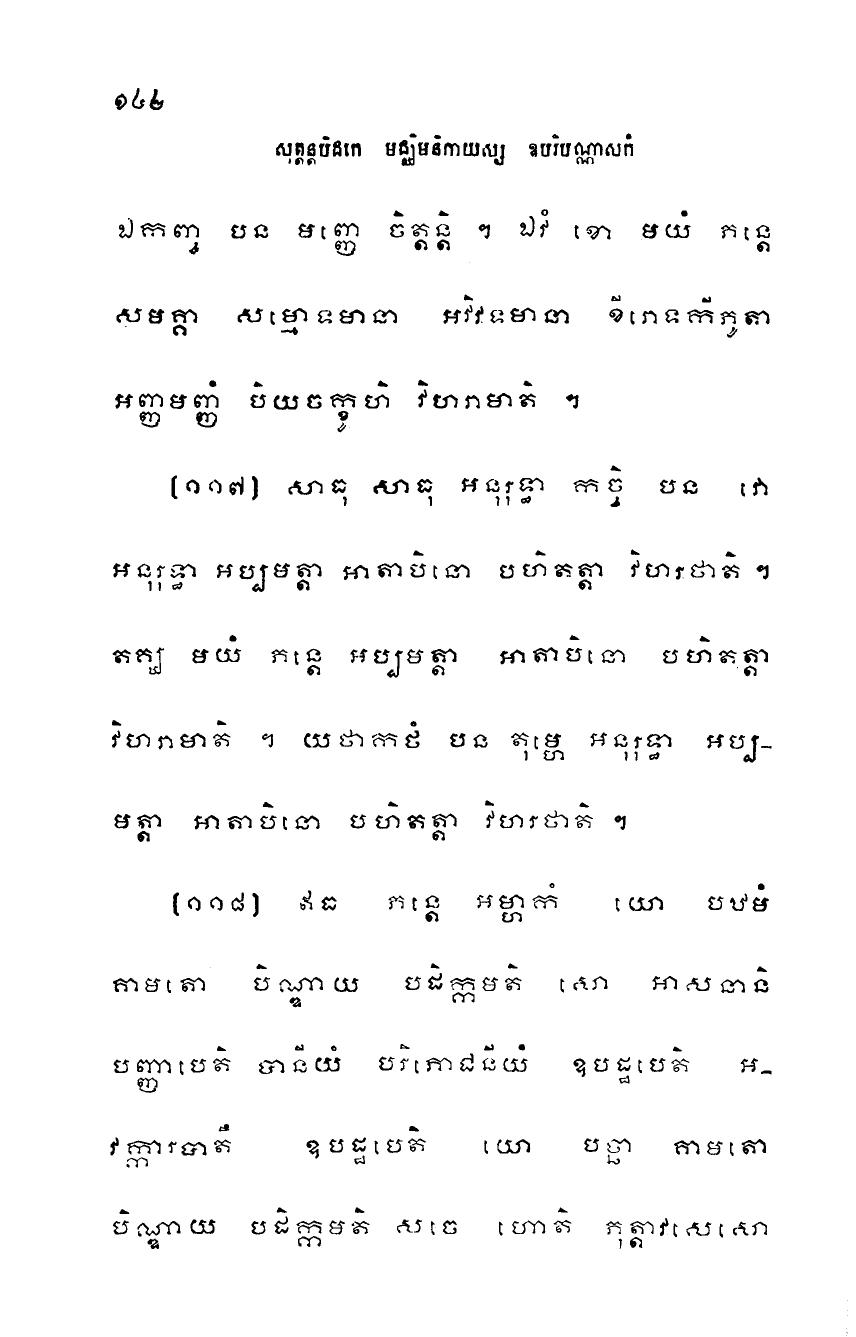 ១៤២
សុត្តន្តបិដកេ មជ្ឈិមនិកាយស្ស ឧបរិបណ្ណាសកំ
ឯកញ្ច បន មញ្ញេ ចិត្តន្តិ ។ ឯវំ ខោ មយំ ភន្តេ
សមគ្គា សម្មោទមានា អវិវទមានា ខីរោទកីភូតា
អញ្ញមញ្ញំ បិយចក្ខូហិ វិហរាមាតិ ។
[១១៧] សាធុ សាធុ អនុរុទ្ធា កច្ចិ បន វោ
អនុរុទ្ធា អប្បមត្តា អាតាបិនោ បហិតត្តា វិហរថាតិ ។
តគ្ឃ មយំ ភន្តេ អប្បមត្តា អាតាបិនោ បហិតត្តា
វិហរាមាតិ ។ យថាកថំ បន តុម្ហេ អនុរុទ្ធា អប្ប-
មត្តា អាតាបិនោ បហិតត្តា វិហរថាតិ ។
[១១៨] ឥធ ភន្តេ អម្ហាកំ យោ បឋមំ
គាមតោ បិណ្ឌាយ បដិក្កមតិ សោ អាសនានិ
បញ្ញាបេតិ បានីយំ បរិភោជនីយំ ឧបដ្ឋបេតិ អ-
វក្ការបាតឹ ឧបដ្ឋបេតិ យោ បច្ឆា គាមតោ
បិណ្ឌាយ បដិក្កមតិ សចេ ហោតិ ភុត្តាវសេសោ